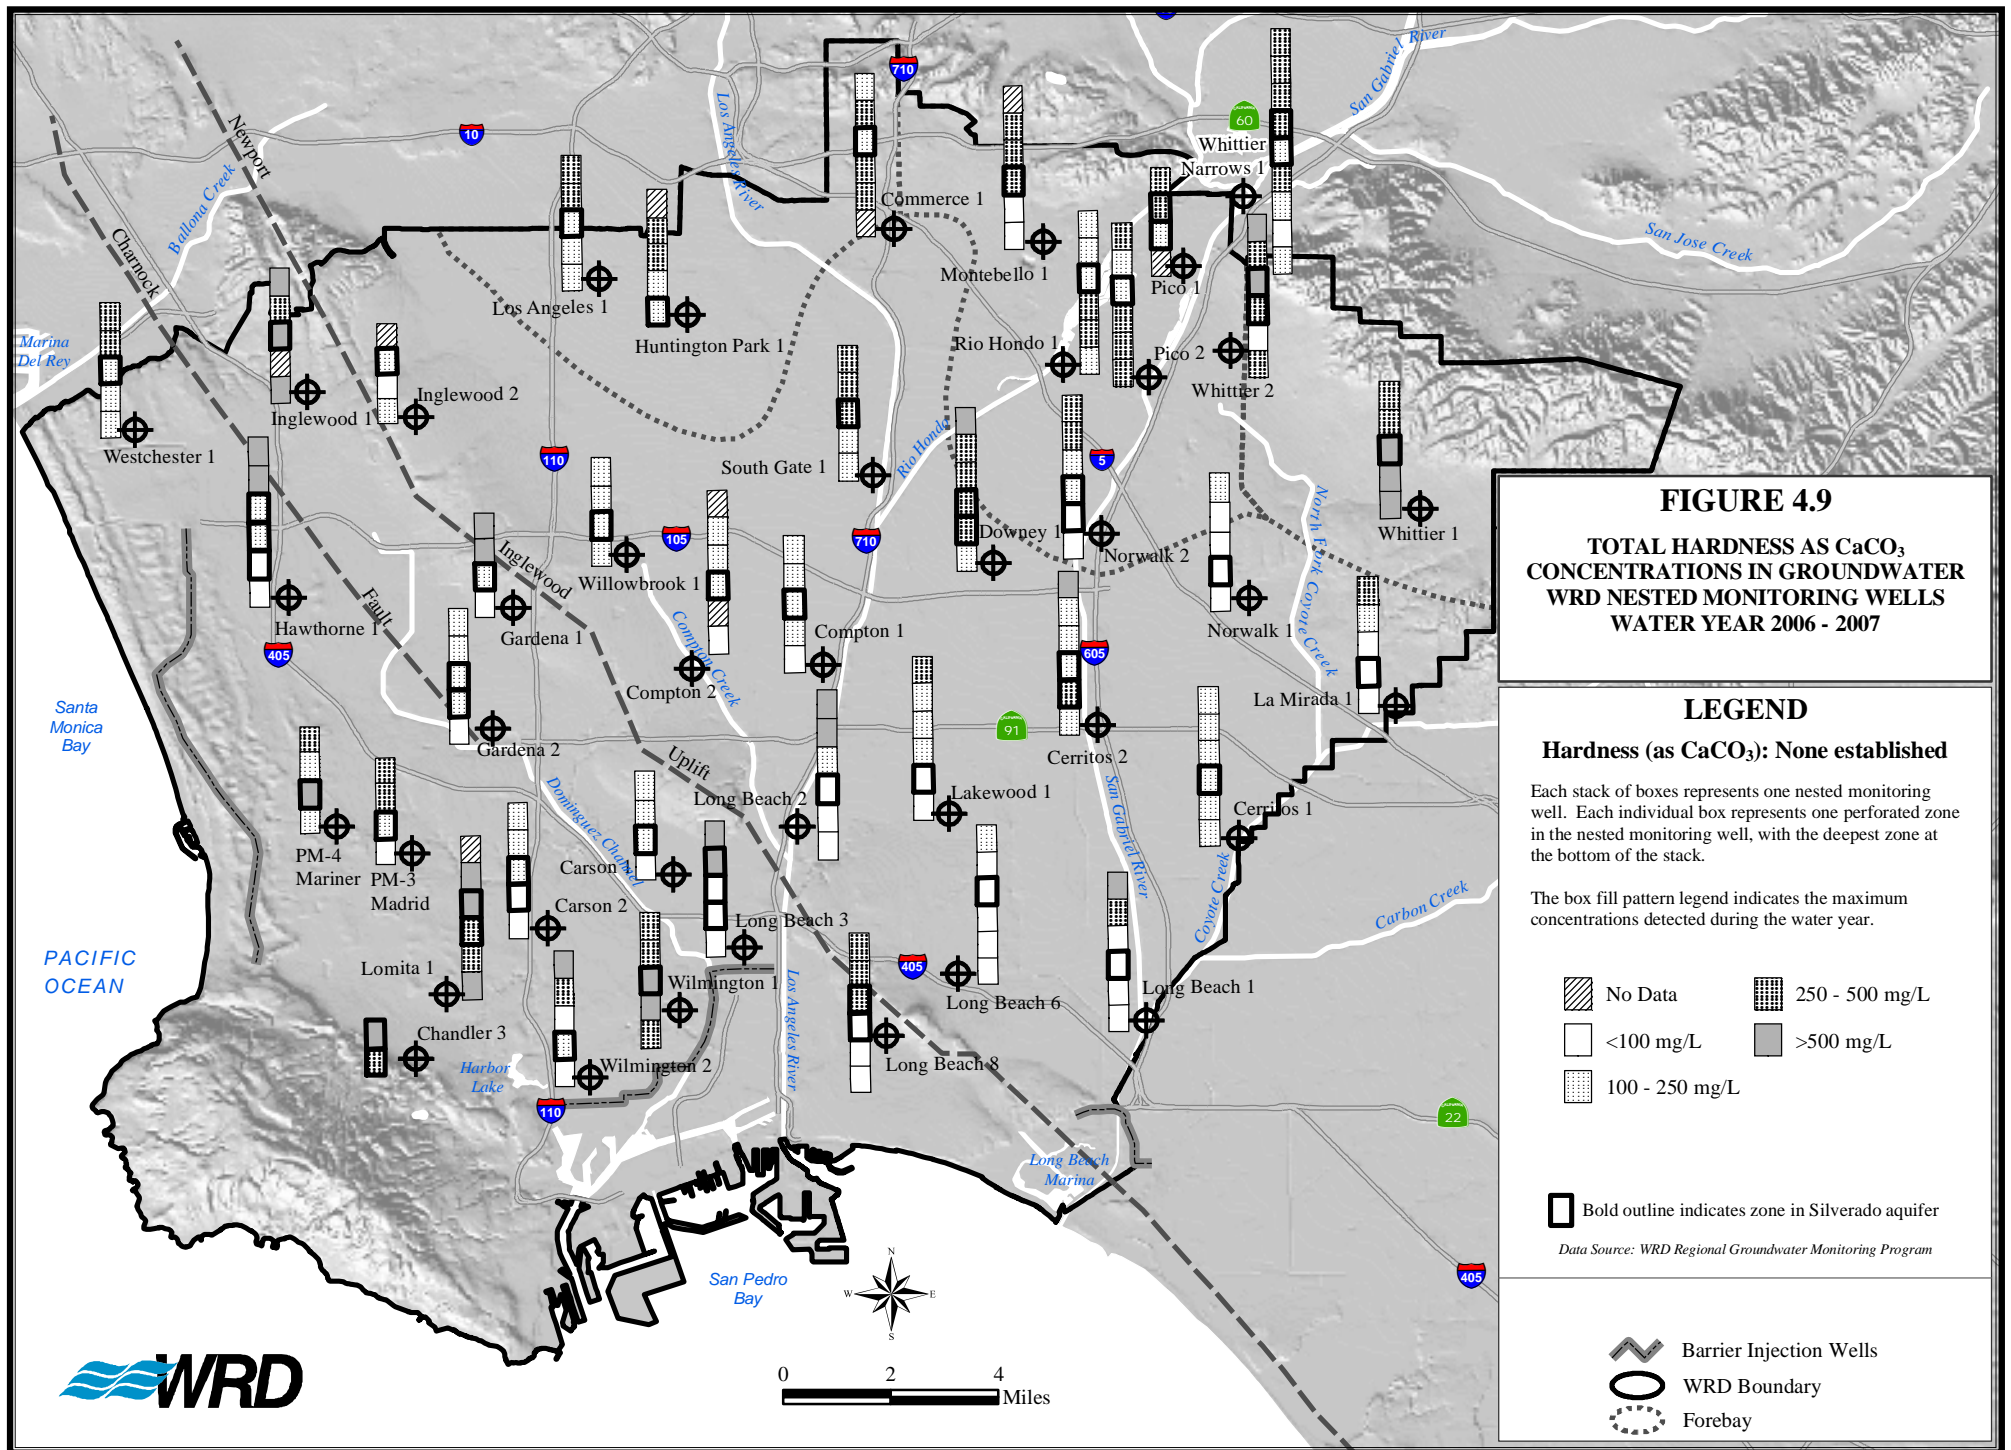 710
San Gabriel River
60
10
Newport
Los Angeles River
Whittier
Narrows 1
Ballona Creek
Commerce 1
Charnock
San Jose Creek
Montebello 1
Pico 1
Los Angeles 1
Huntington Park 1
Rio Hondo 1
Pico 2
Marina
Del Rey
Whittier 2
Inglewood 2
Inglewood 1
Westchester 1
Rio Hondo
110
South Gate 1
5
North Fork Coyote Creek
Whittier 1
Downey 1
Norwalk 2
105
710
Inglewood
Willowbrook 1
Fault
Hawthorne 1
Gardena 1
Compton Creek
Compton 1
Norwalk 1
405
605
Compton 2
La Mirada 1
Santa
Monica
Bay
91
Gardena 2
Uplift
Cerritos 2
Dominguez Channel
Long Beach 2
Lakewood 1
San Gabriel River
Cerritos 1
PM-4
Mariner
PM-3
Madrid
Carson 1
Carson 2
Long Beach 3
Coyote Creek
Carbon Creek
PACIFIC
OCEAN
Lomita 1
405
Wilmington 1
Long Beach 6
Long Beach 1
Los Angeles River
Chandler 3
Harbor
Lake
Wilmington 2
Long Beach 8
110
22
Long Beach
Marina
San Pedro
Bay
405
N
W
E
S
WRD
0 2 4
Miles
FIGURE 4.9
TOTAL HARDNESS AS CaCO3
CONCENTRATIONS IN GROUNDWATER
WRD NESTED MONITORING WELLS
WATER YEAR 2006 - 2007
LEGEND
Hardness (as CaCO3): None established
Each stack of boxes represents one nested monitoring
well. Each individual box represents one perforated zone
in the nested monitoring well, with the deepest zone at
the bottom of the stack.
The box fill pattern legend indicates the maximum
concentrations detected during the water year.
No Data
250 - 500 mg/L
<100 mg/L
>500 mg/L
100 - 250 mg/L
Bold outline indicates zone in Silverado aquifer
Data Source: WRD Regional Groundwater Monitoring Program
Barrier Injection Wells
WRD Boundary
Forebay